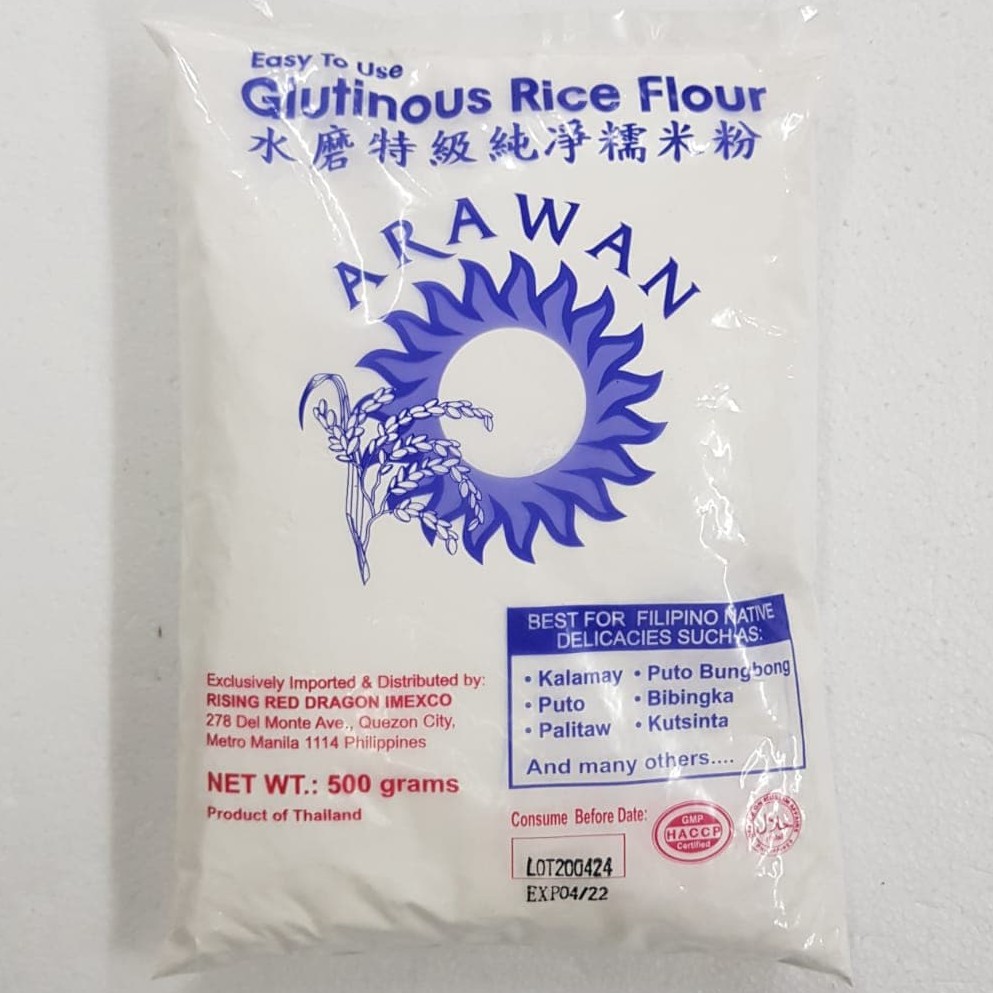 Easy To Use
Glutinous Rice Flour
水磨特級純淨糯米粉
ARAWAN
BEST FOR FILIPINO NATIVE
DELICACIES SUCH AS:
• Kalamay • Puto Bungbong
• Puto • Bibingka
• Palitaw • Kutsinta
And many others....
Exclusively Imported & Distributed by:
RISING RED DRAGON IMEXCO
278 Del Monte Ave., Quezon City,
Metro Manila 1114 Philippines
NET WT.: 500 grams
Product of Thailand
Consume Before Date:
LOT200424
EXP04/22
GMP
HACCP
Certified
حلال